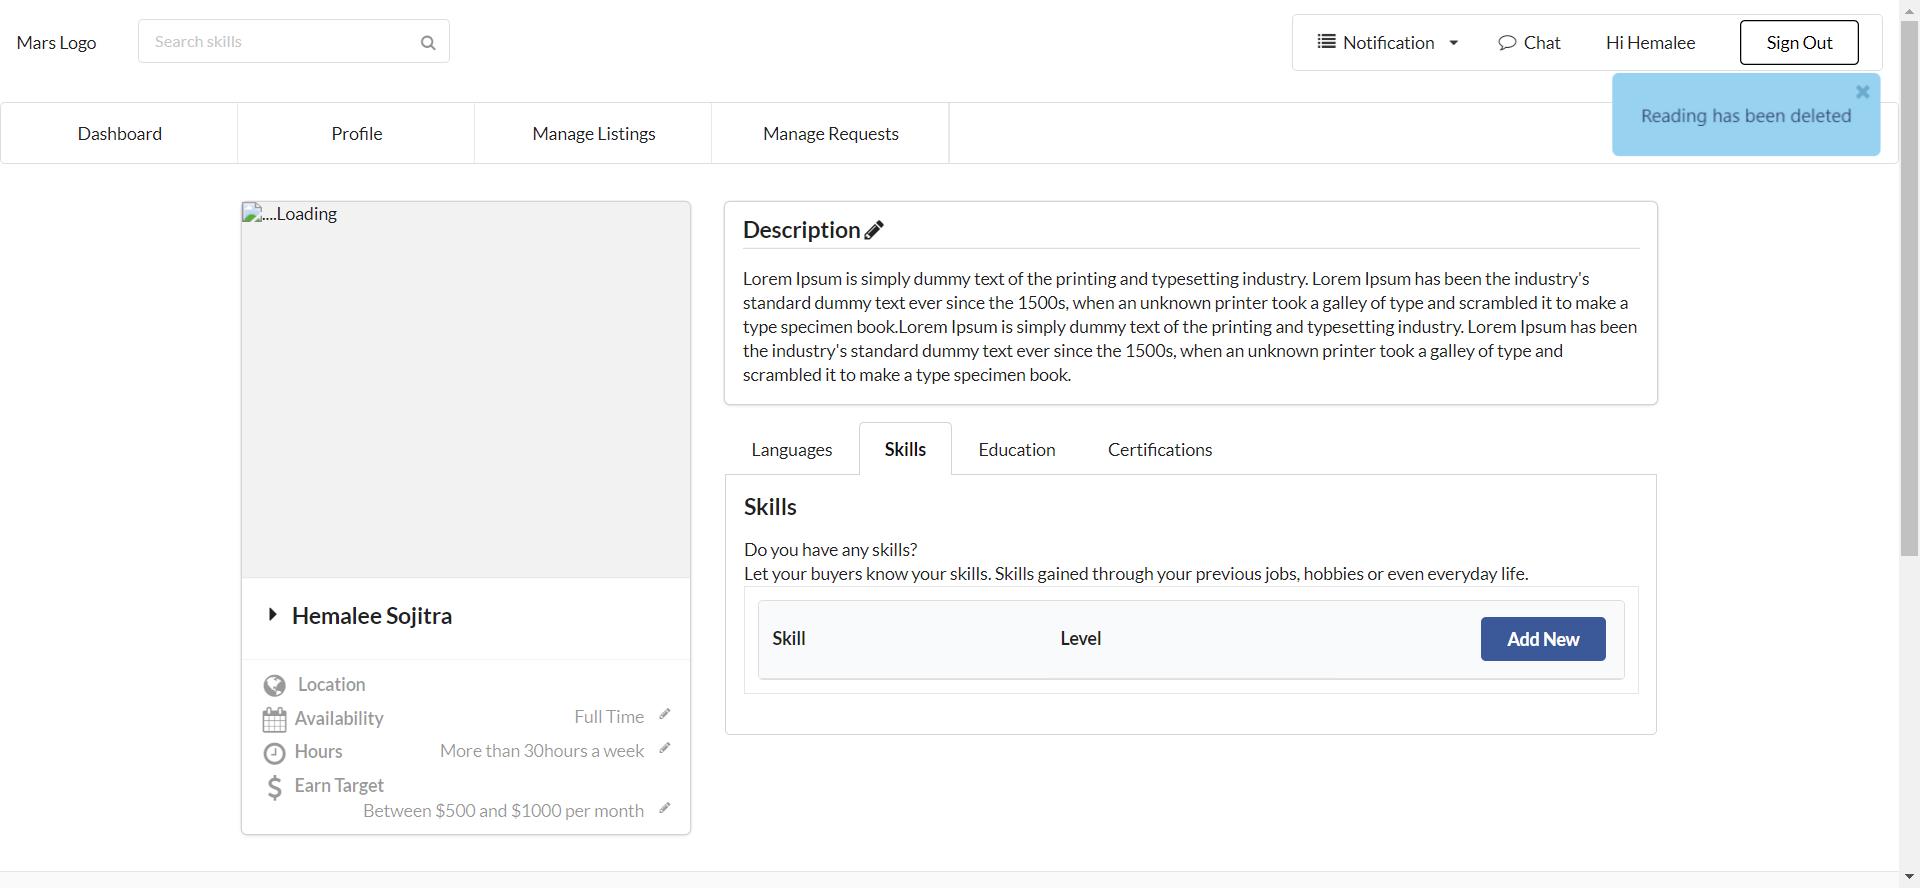 Mars Logo
Search skills
Notification
Chat
Hi Hemalee
Sign Out
Reading has been deleted
Dashboard
Profile
Manage Listings
Manage Requests
....Loading
Hemalee Sojitra
Location
Availability
Full Time
Hours
More than 30hours a week
Earn Target
Between $500 and $1000 per month
Description
Lorem Ipsum is simply dummy text of the printing and typesetting industry. Lorem Ipsum has been the industry's
standard dummy text ever since the 1500s, when an unknown printer took a galley of type and scrambled it to make a
type specimen book.Lorem Ipsum is simply dummy text of the printing and typesetting industry. Lorem Ipsum has been
the industry's standard dummy text ever since the 1500s, when an unknown printer took a galley of type and
scrambled it to make a type specimen book.
Languages
Skills
Education
Certifications
Skills
Do you have any skills?
Let your buyers know your skills. Skills gained through your previous jobs, hobbies or even everyday life.
Skill
Level
Add New